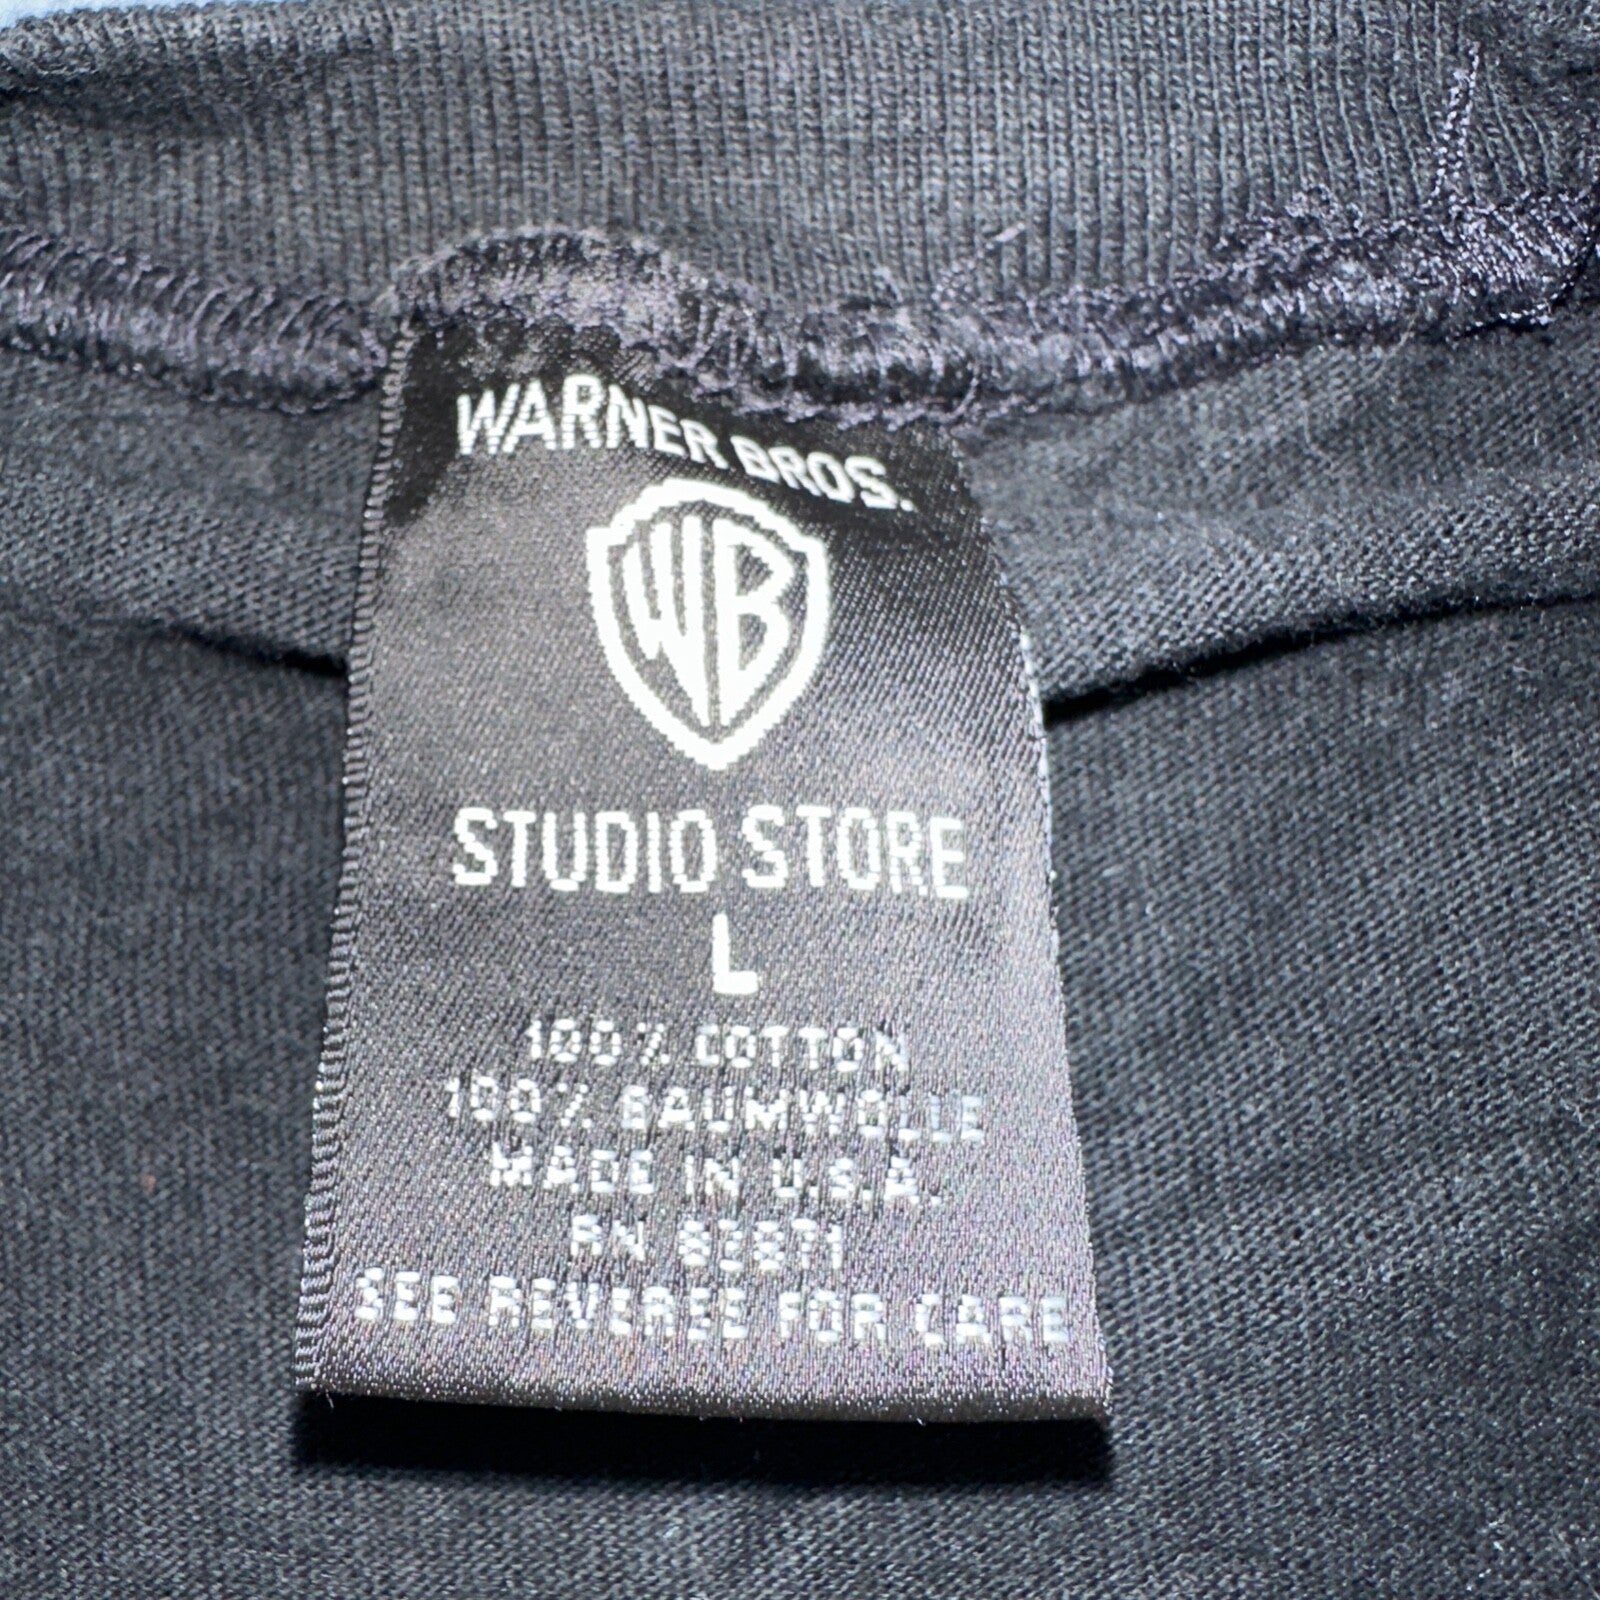 WARNER BROS.
WB
STUDIO STORE
L
100% COTTON
100% BAUMWOLLE
MADE IN U.S.A.
RN
SEE REVERSE FOR CARE